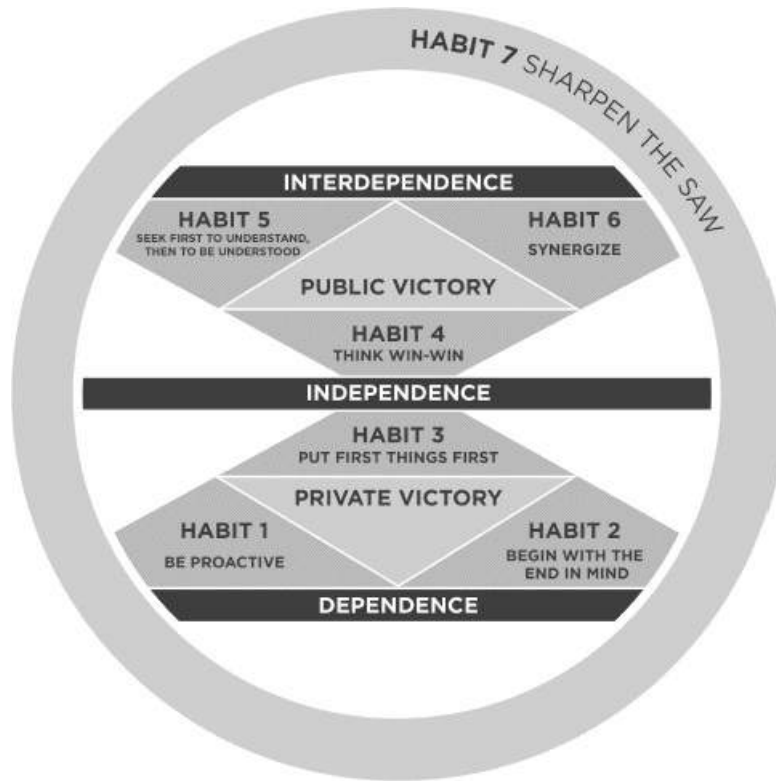 HABIT 7 SHARPEN THE SAW
INTERDEPENDENCE
HABIT 5
SEEK FIRST TO UNDERSTAND,
THEN TO BE UNDERSTOOD
HABIT 6
SYNERGIZE
PUBLIC VICTORY
HABIT 4
THINK WIN-WIN
INDEPENDENCE
HABIT 3
PUT FIRST THINGS FIRST
PRIVATE VICTORY
HABIT 1
BE PROACTIVE
HABIT 2
BEGIN WITH THE
END IN MIND
DEPENDENCE